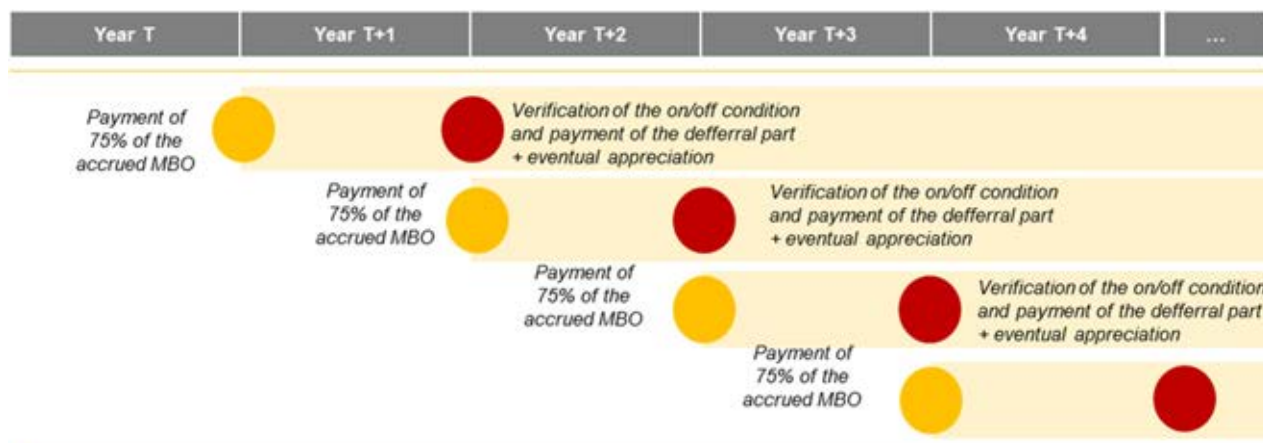 Year T
Year T+1
Year T+2
Year T+3
Year T+4
...
Payment of
75% of the
accrued MBO
Verification of the on/off condition
and payment of the defferral part
+ eventual appreciation
Payment of
75% of the
accrued MBO
Verification of the on/off condition
and payment of the defferral part
+ eventual appreciation
Payment of
75% of the
accrued MBO
Verification of the on/off condition
and payment of the defferral part
+ eventual appreciation
Payment of
75% of the
accrued MBO